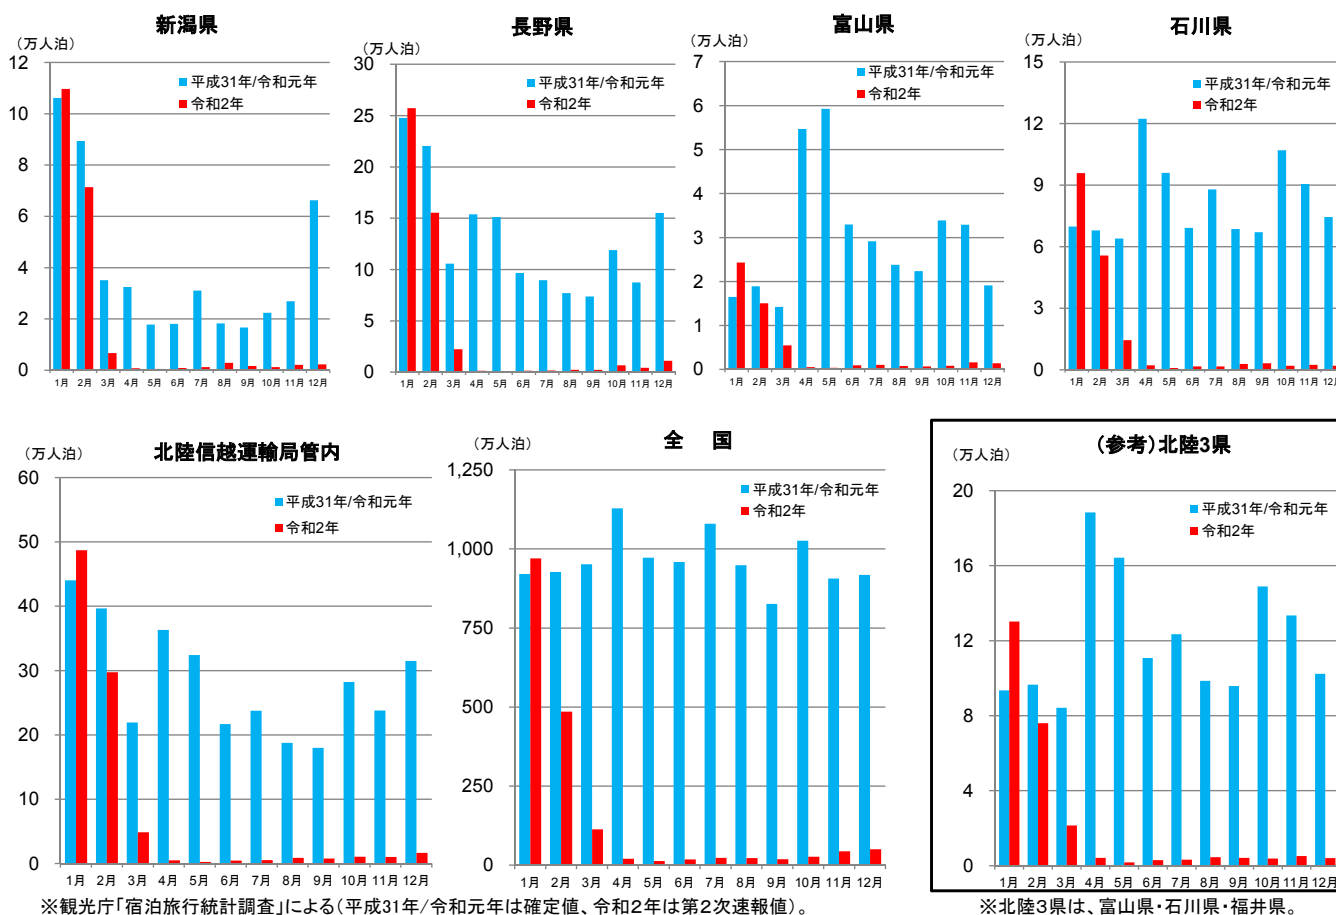 新潟県
（万人泊）
平成31年/令和元年
令和2年
12
10
8
6
4
2
0
1月 2月 3月 4月 5月 6月 7月 8月 9月 10月 11月 12月
長野県
（万人泊）
平成31年/令和元年
令和2年
30
25
20
15
10
5
0
1月 2月 3月 4月 5月 6月 7月 8月 9月 10月 11月 12月
富山県
（万人泊）
平成31年/令和元年
令和2年
7
6
5
4
3
2
1
0
1月 2月 3月 4月 5月 6月 7月 8月 9月 10月 11月 12月
石川県
（万人泊）
平成31年/令和元年
令和2年
15
12
9
6
3
0
1月 2月 3月 4月 5月 6月 7月 8月 9月 10月 11月 12月
北陸信越運輸局管内
（万人泊）
平成31年/令和元年
令和2年
60
50
40
30
20
10
0
1月 2月 3月 4月 5月 6月 7月 8月 9月 10月 11月 12月
全 国
（万人泊）
平成31年/令和元年
令和2年
1,250
1,000
750
500
250
0
1月 2月 3月 4月 5月 6月 7月 8月 9月 10月 11月 12月
（参考）北陸3県
（万人泊）
平成31年/令和元年
令和2年
20
16
12
8
4
0
1月 2月 3月 4月 5月 6月 7月 8月 9月 10月 11月 12月
※観光庁「宿泊旅行統計調査」による（平成31年/令和元年は確定値、令和2年は第2次速報値）。
※北陸3県は、富山県・石川県・福井県。